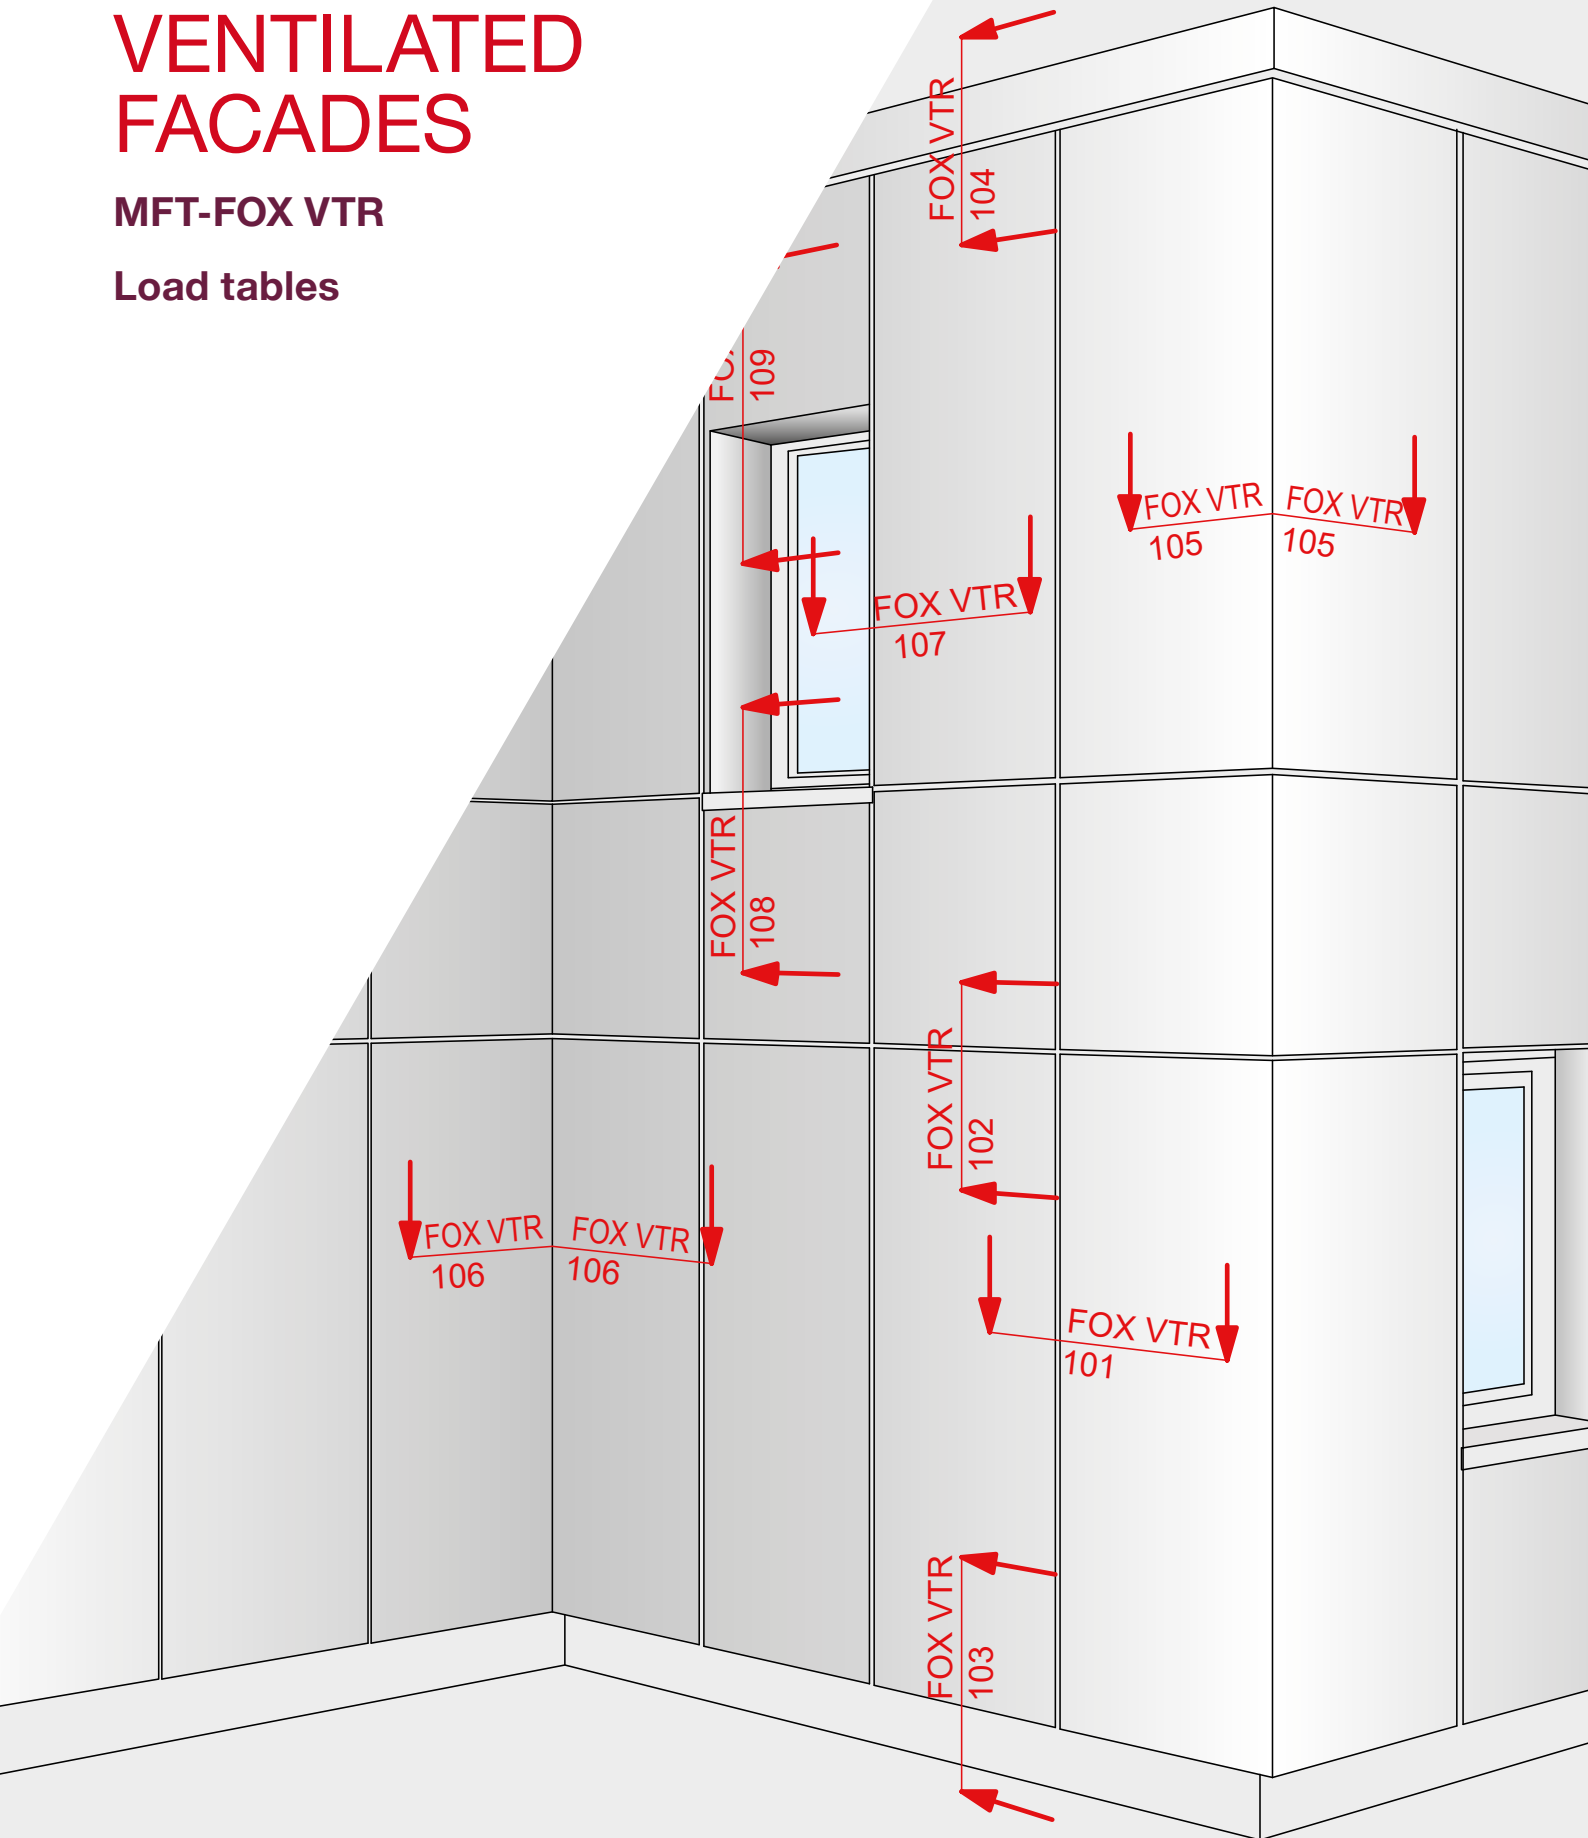 VENTILATED
FACADES
MFT-FOX VTR
Load tables
FOX VTR
104
109
FOX VTR
105
FOX VTR
105
FOX VTR
107
FOX VTR
108
FOX VTR
102
FOX VTR
106
FOX VTR
106
FOX VTR
101
FOX VTR
103